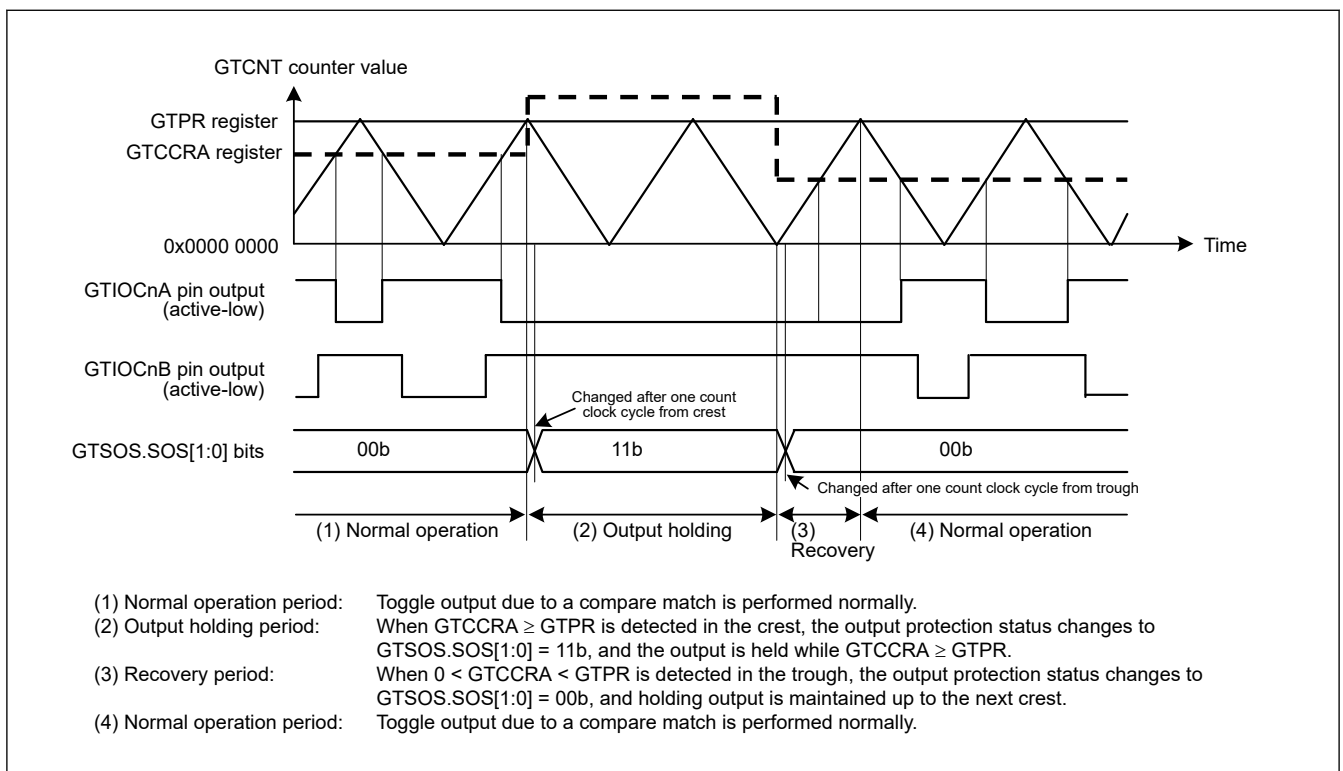 GTCNT counter value
GTPR register
GTCCRA register
0x0000 0000
Time
GTIOCnA pin output
(active-low)
GTIOCnB pin output
(active-low)
Changed after one count
clock cycle from crest
GTSOS.SOS[1:0] bits
00b
11b
00b
Changed after one count clock cycle from trough
(1) Normal operation
(2) Output holding
(3)
Recovery
(4) Normal operation
(1) Normal operation period: Toggle output due to a compare match is performed normally.
(2) Output holding period: When GTCCRA ≥ GTPR is detected in the crest, the output protection status changes to
GTSOS.SOS[1:0] = 11b, and the output is held while GTCCRA ≥ GTPR.
(3) Recovery period: When 0 < GTCCRA < GTPR is detected in the trough, the output protection status changes to
GTSOS.SOS[1:0] = 00b, and holding output is maintained up to the next crest.
(4) Normal operation period: Toggle output due to a compare match is performed normally.